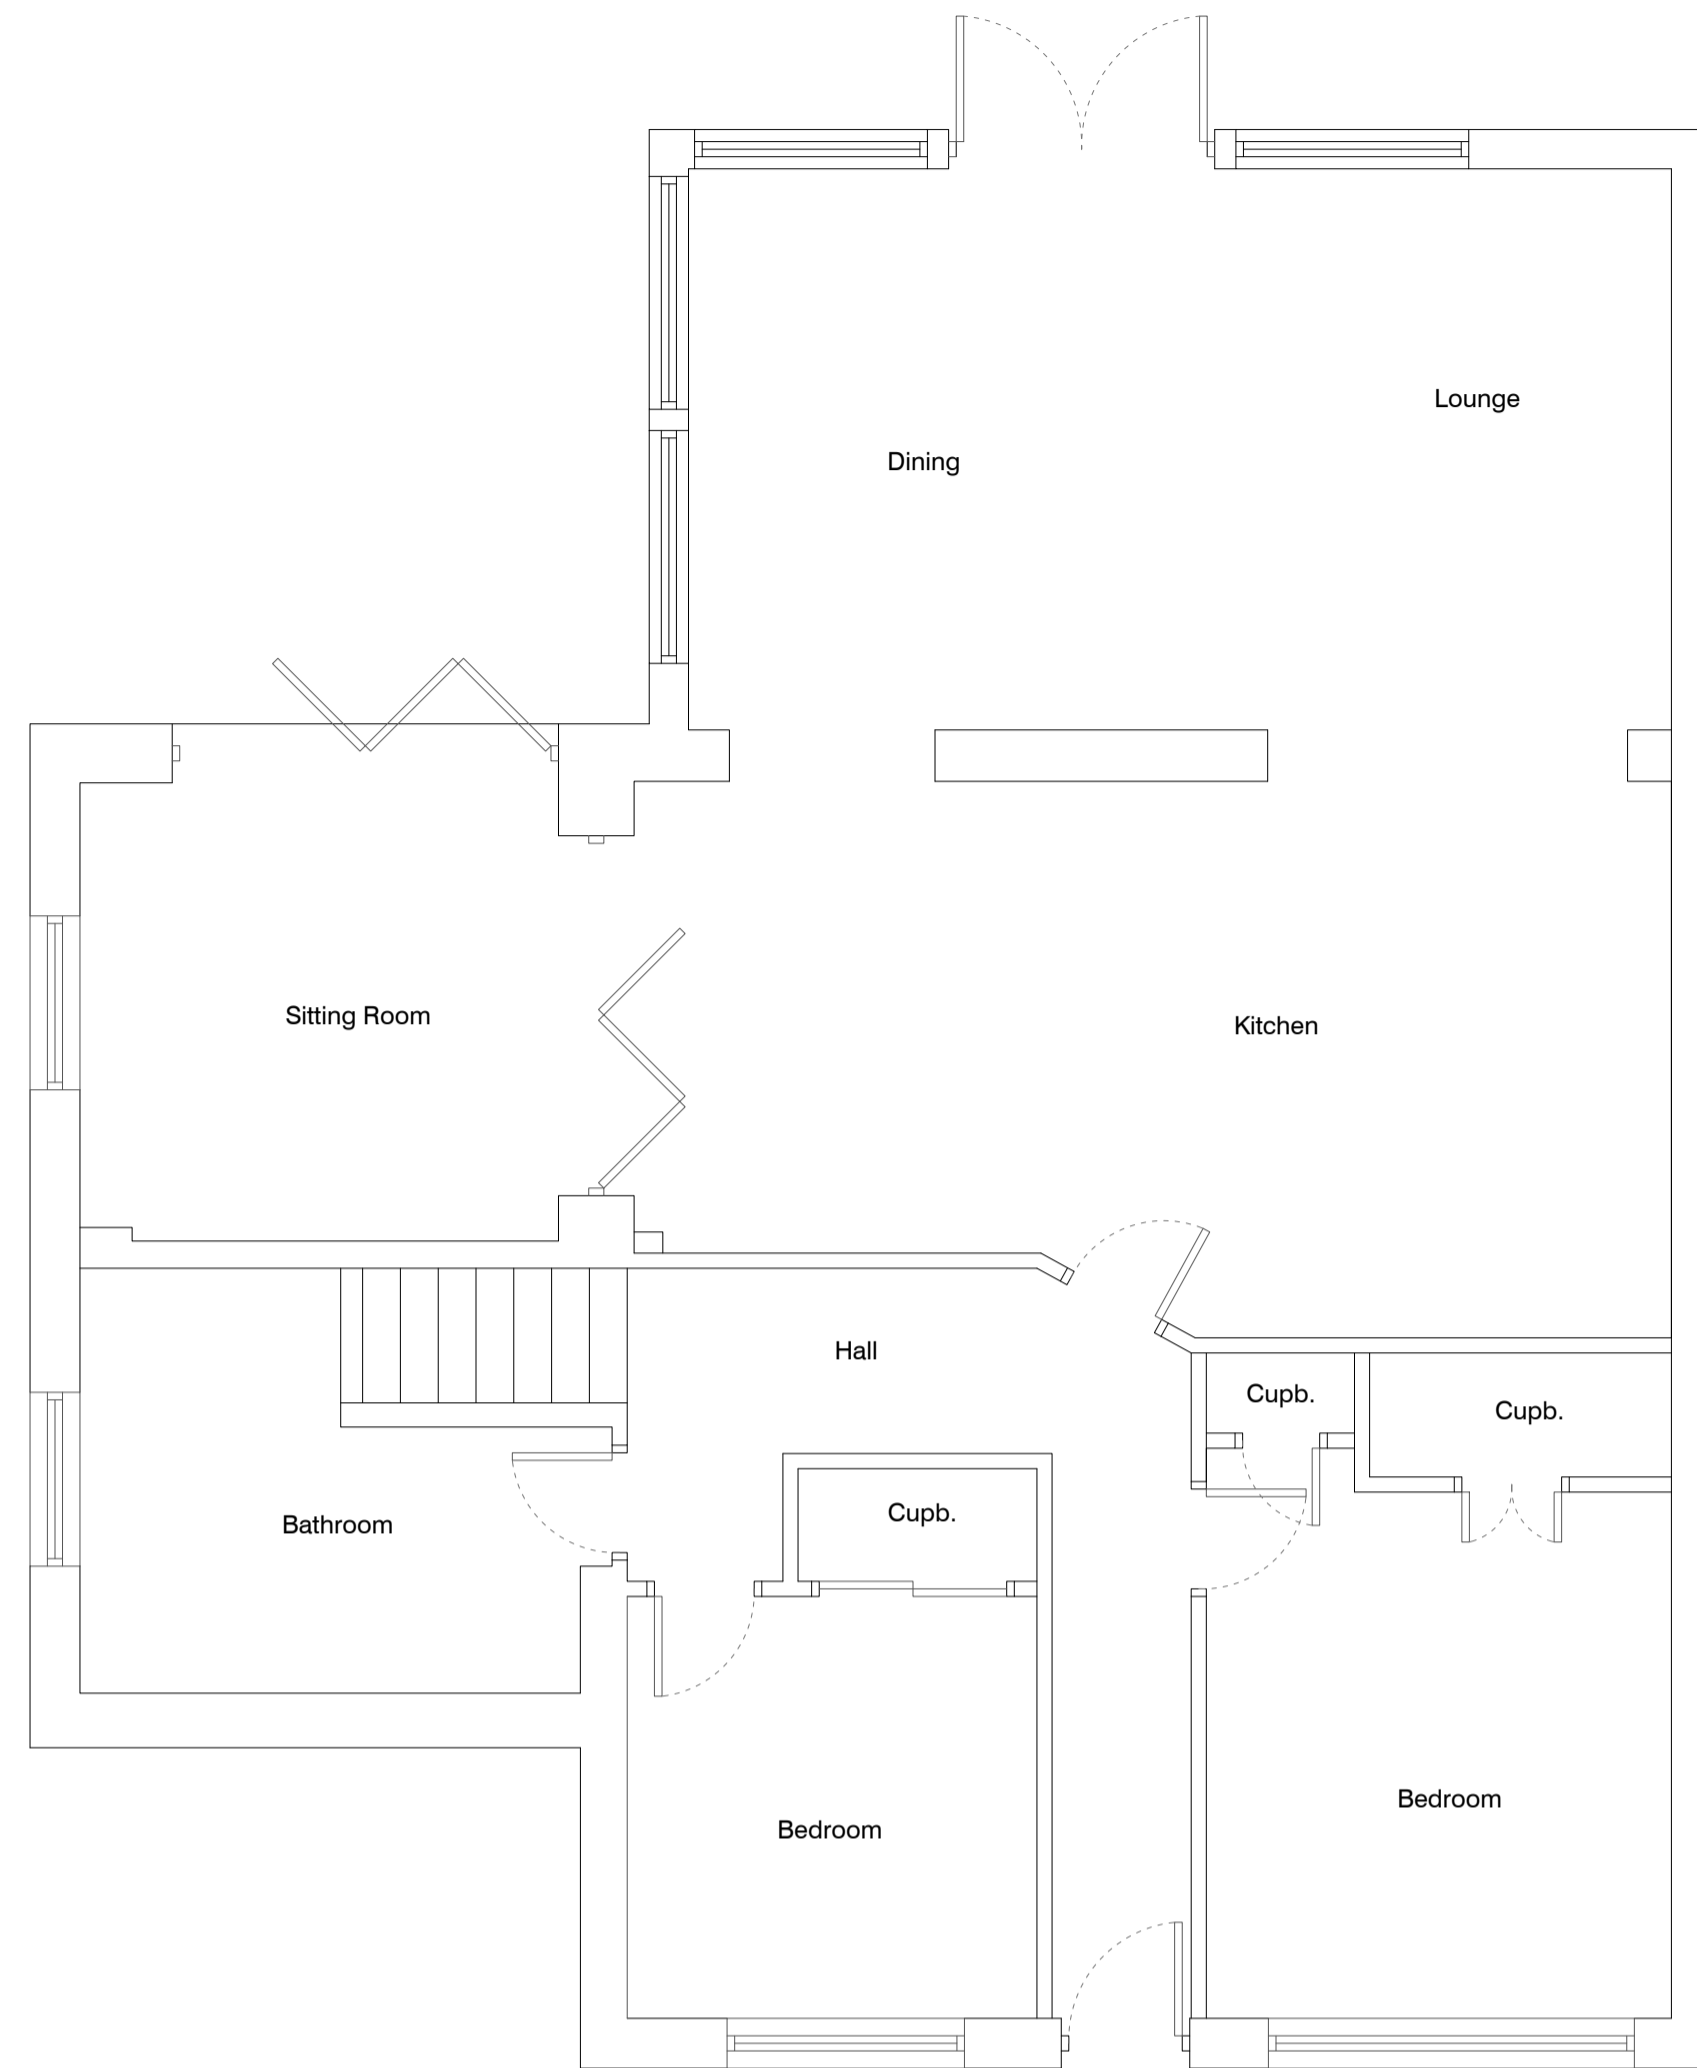 Lounge
Dining
Sitting Room
Kitchen
Hall
Cupb.
Cupb.
Cupb.
Bathroom
Bedroom
Bedroom